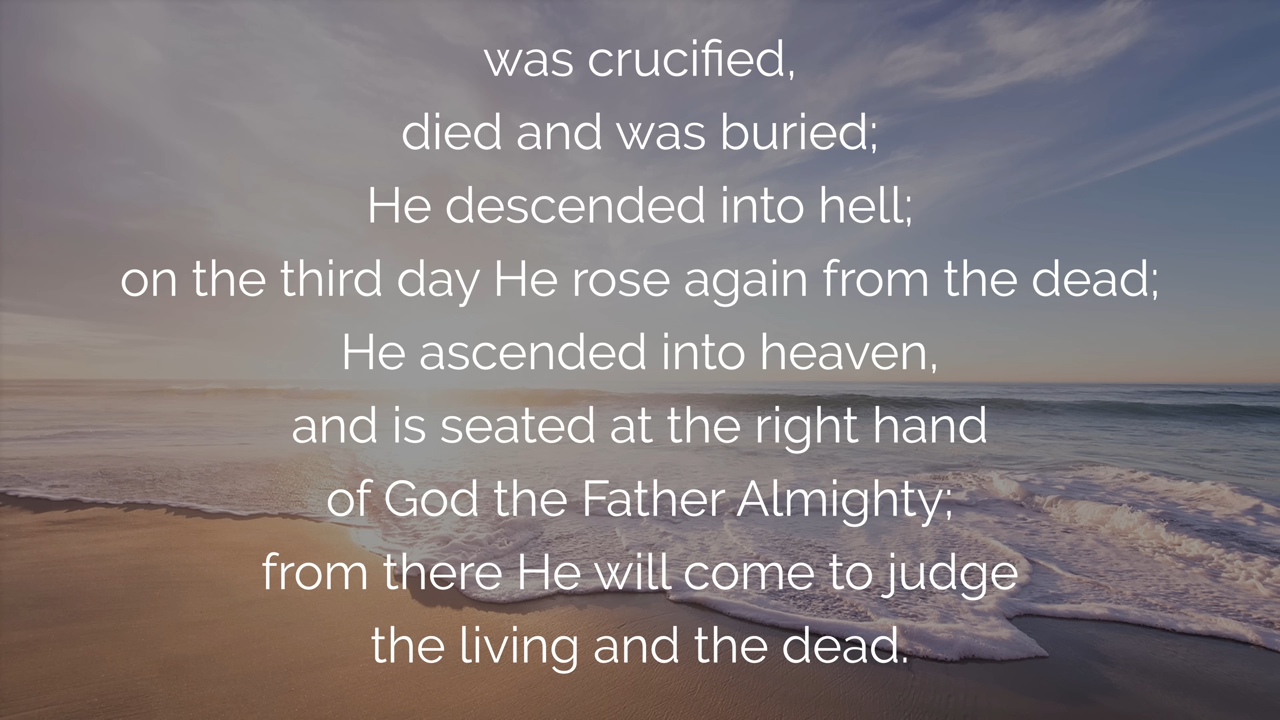 was crucified,
died and was buried;
He descended into hell;
on the third day He rose again from the dead;
He ascended into heaven,
and is seated at the right hand
of God the Father Almighty;
from there He will come to judge
the living and the dead.